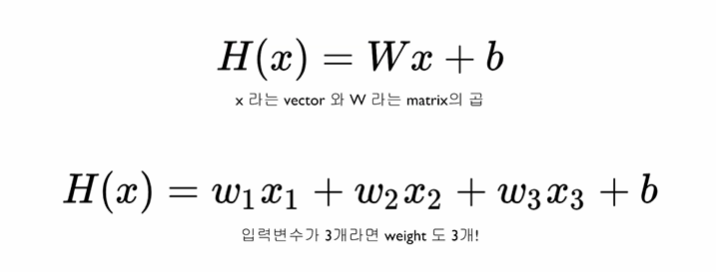 H(x) = Wx + b
x 라는 vector 와 W 라는 matrix의 곱
H(x) = w₁x₁ + w₂x₂ + w₃x₃ + b
입력변수가 3개라면 weight 도 3개!